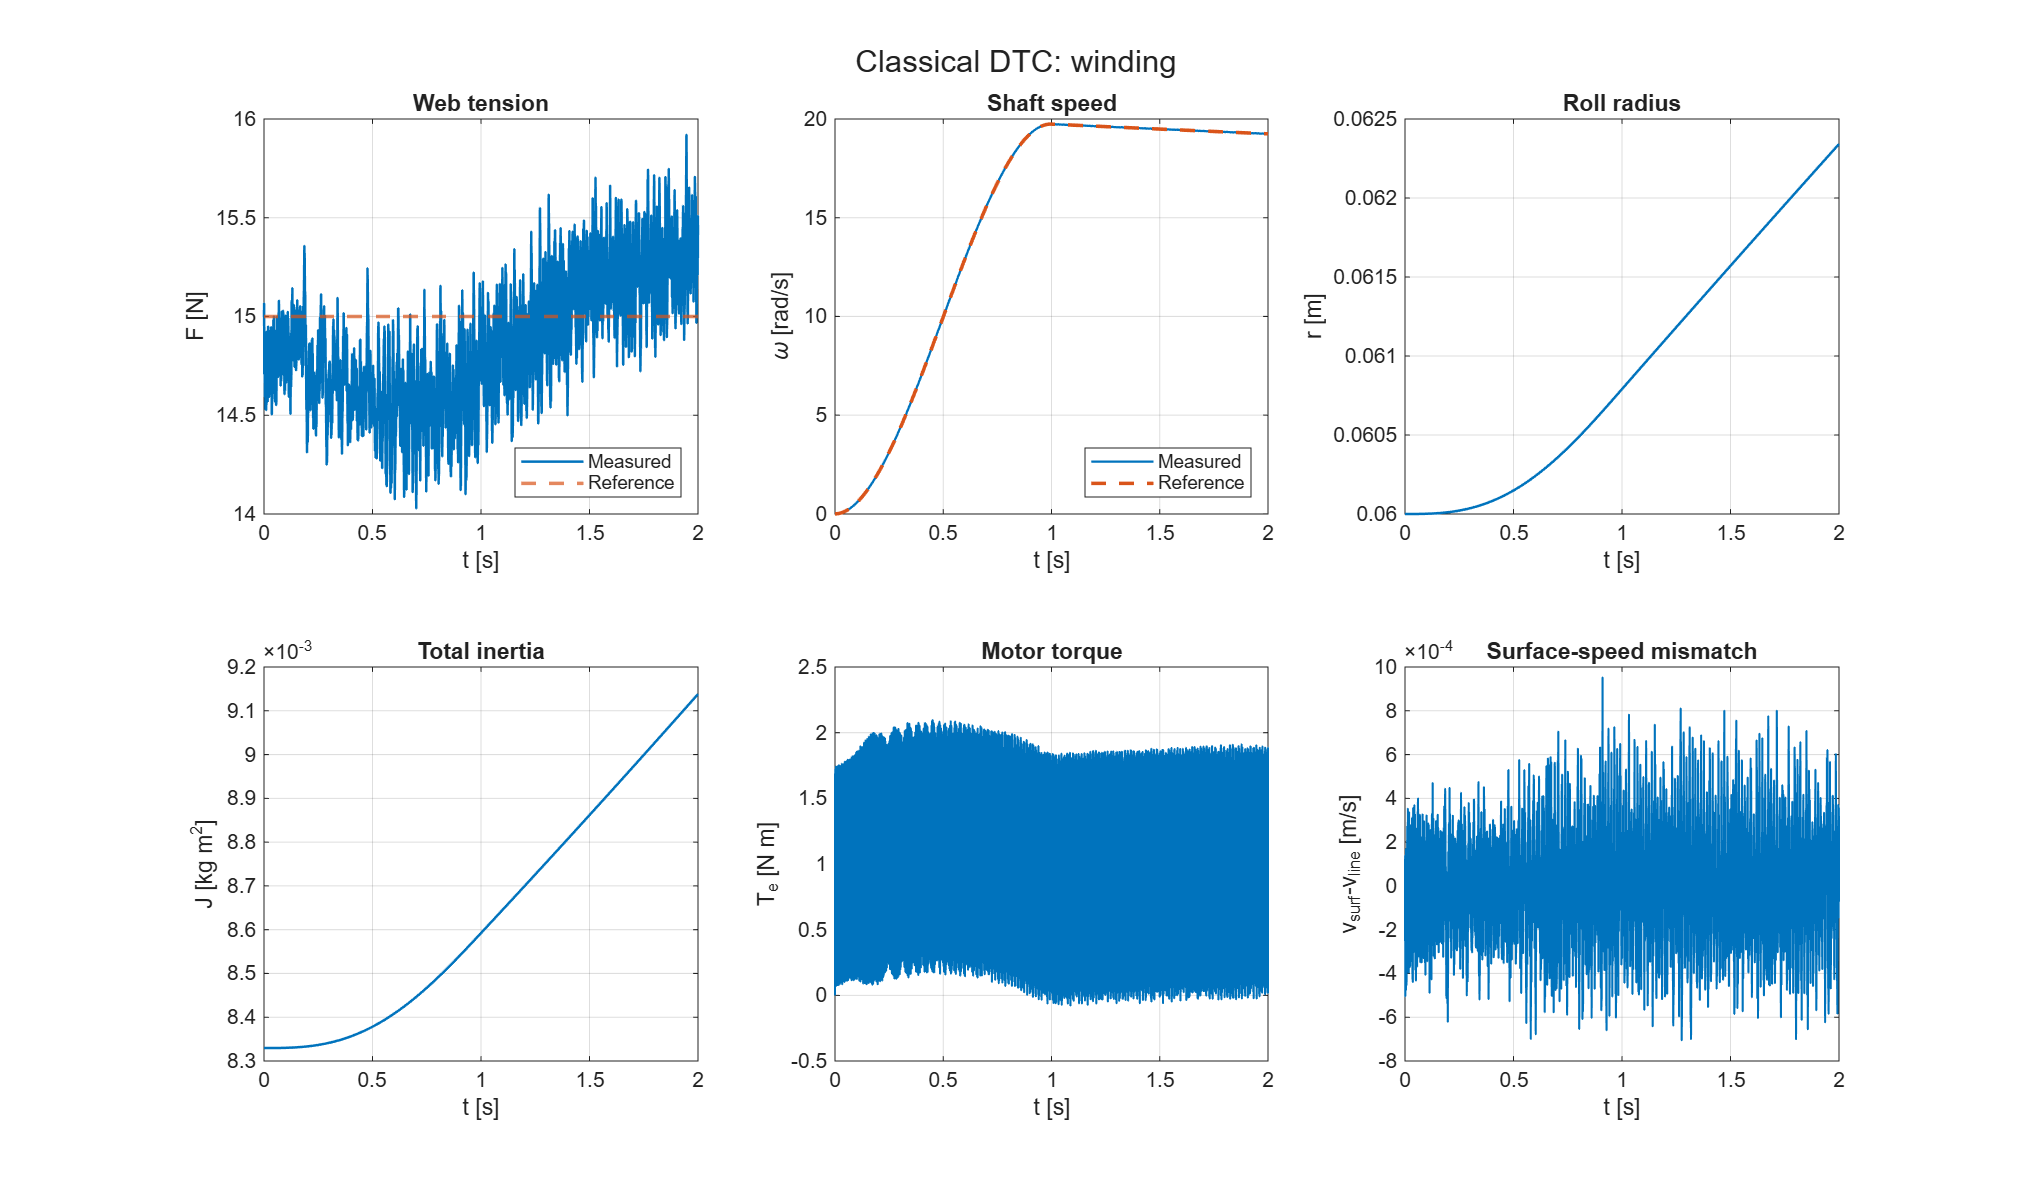 Classical DTC: winding
Web tension
16
15.5
15
14.5
14
F [N]
0 0.5 1 1.5 2
t [s]
Measured
Reference
Shaft speed
20
15
10
5
0
ω [rad/s]
0 0.5 1 1.5 2
t [s]
Measured
Reference
Roll radius
0.0625
0.062
0.0615
0.061
0.0605
0.06
r [m]
0 0.5 1 1.5 2
t [s]
Total inertia
×10⁻³
9.2
9.1
9
8.9
8.8
8.7
8.6
8.5
8.4
8.3
J [kg m²]
0 0.5 1 1.5 2
t [s]
Motor torque
2.5
2
1.5
1
0.5
0
-0.5
Tₑ [N m]
0 0.5 1 1.5 2
t [s]
Surface-speed mismatch
×10⁻⁴
10
8
6
4
2
0
-2
-4
-6
-8
v_surf-v_line [m/s]
0 0.5 1 1.5 2
t [s]